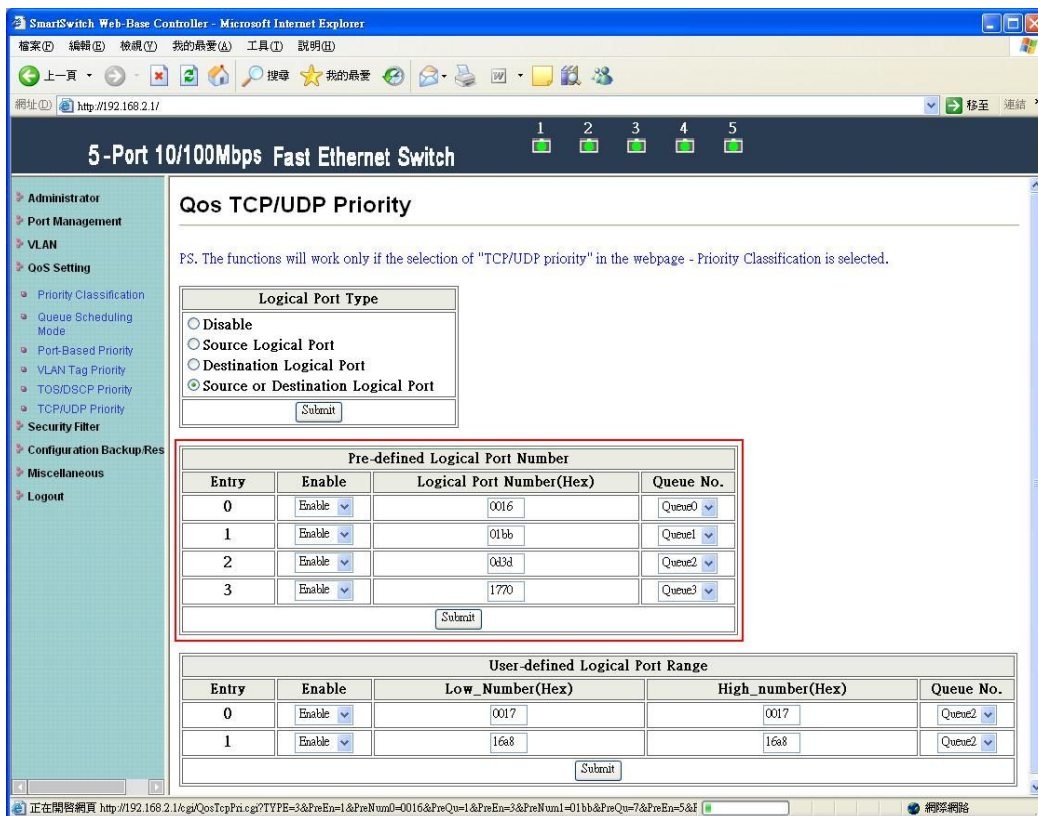 SmartSwitch Web-Base Controller - Microsoft Internet Explorer
檔案(F) 編輯(E) 檢視(V) 我的最愛(A) 工具(T) 說明(H)
上一頁 搜尋 我的最愛
網址(D) http://192.168.2.1/ 移至 連結
1 2 3 4 5
5-Port 10/100Mbps Fast Ethernet Switch
Administrator
Port Management
VLAN
QoS Setting
Priority Classification
Queue Scheduling
Mode
Port-Based Priority
VLAN Tag Priority
TOS/DSCP Priority
TCP/UDP Priority
Security Filter
Configuration Backup/Res
Miscellaneous
Logout
Qos TCP/UDP Priority
PS. The functions will work only if the selection of "TCP/UDP priority" in the webpage - Priority Classification is selected.
Logical Port Type
Disable
Source Logical Port
Destination Logical Port
Source or Destination Logical Port
Submit
Pre-defined Logical Port Number
Entry Enable Logical Port Number(Hex) Queue No.
0 Enable 0016 Queue0
1 Enable 01bb Queue1
2 Enable 0d3d Queue2
3 Enable 1770 Queue3
Submit
User-defined Logical Port Range
Entry Enable Low_Number(Hex) High_number(Hex) Queue No.
0 Enable 0017 0017 Queue2
1 Enable 16a8 16a8 Queue2
Submit
正在開啓網頁 http://192.168.2.1/cgi/QosTcpPri.cgi?TYPE=3&PreEn=1&PreNum0=0016&PreQu=1&PreEn=3&PreNum1=01bb&PreQu=7&PreEn=5&F 網際網路